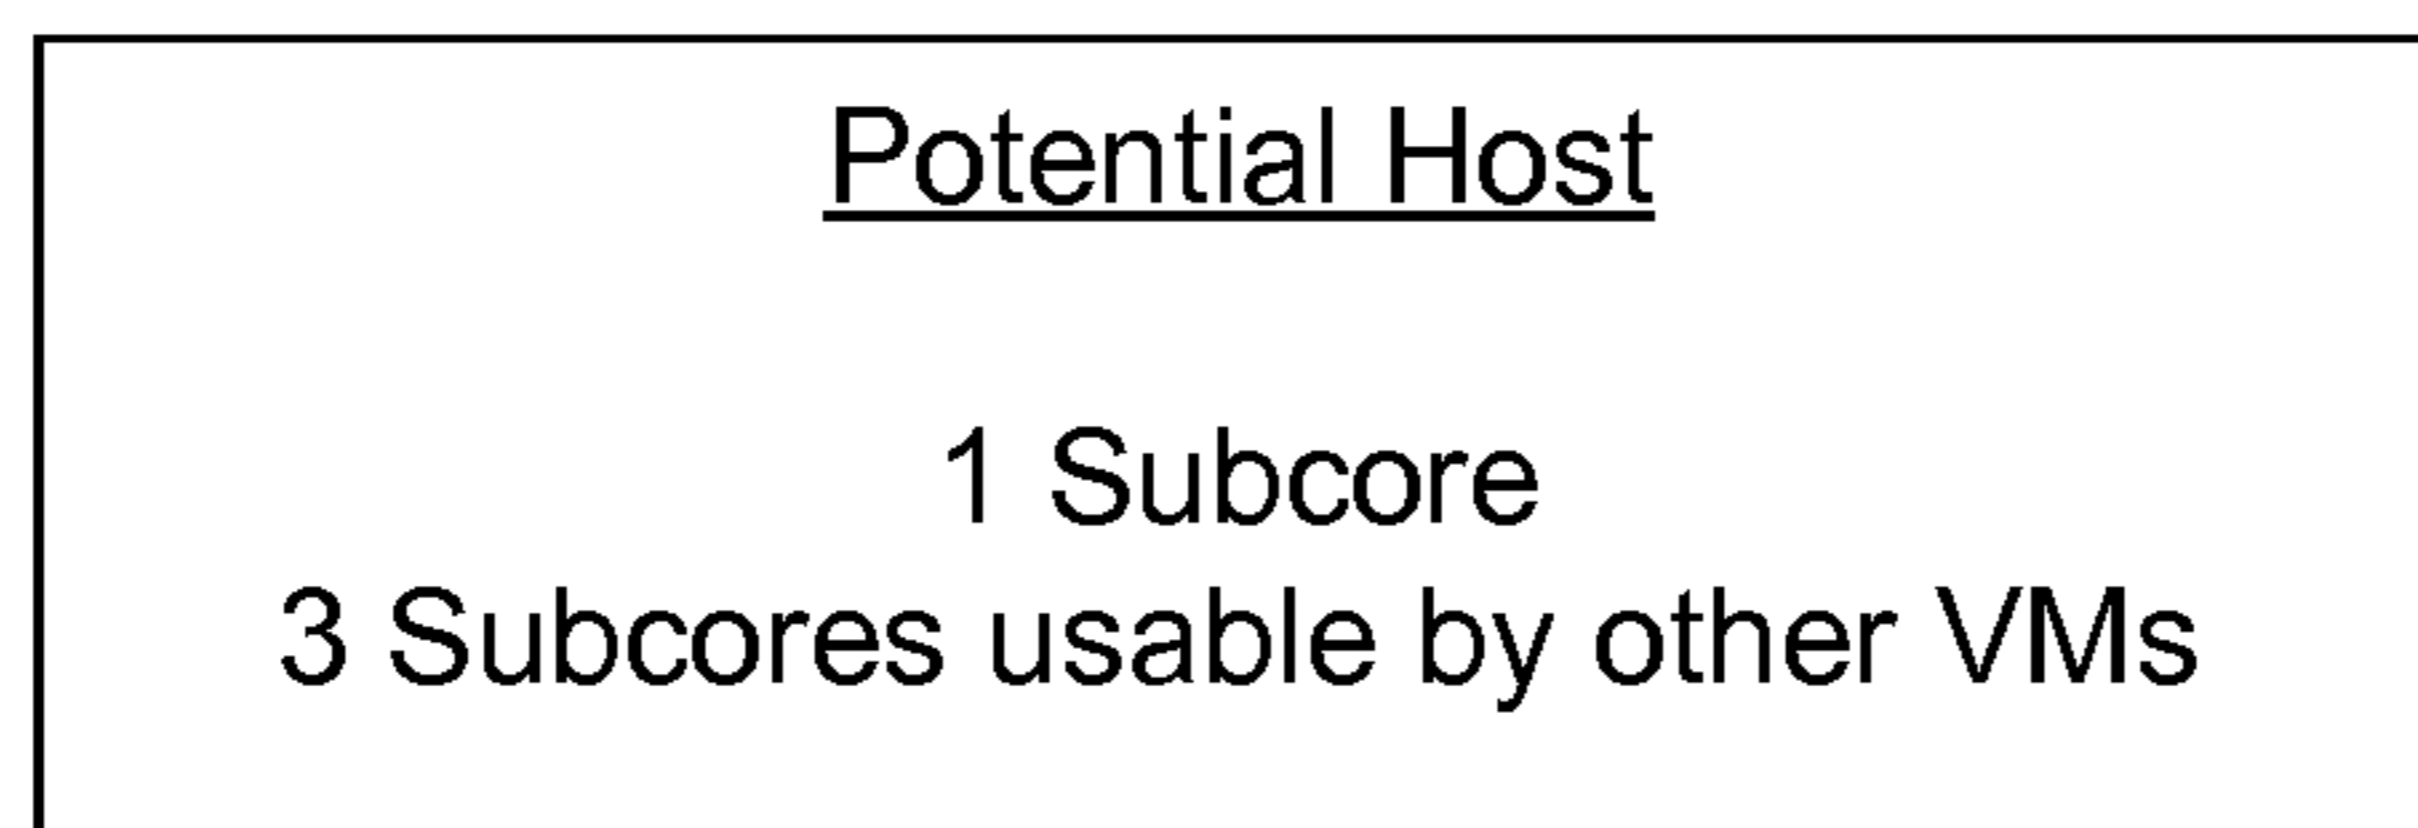 Potential Host
1 Subcore
3 Subcores usable by other VMs